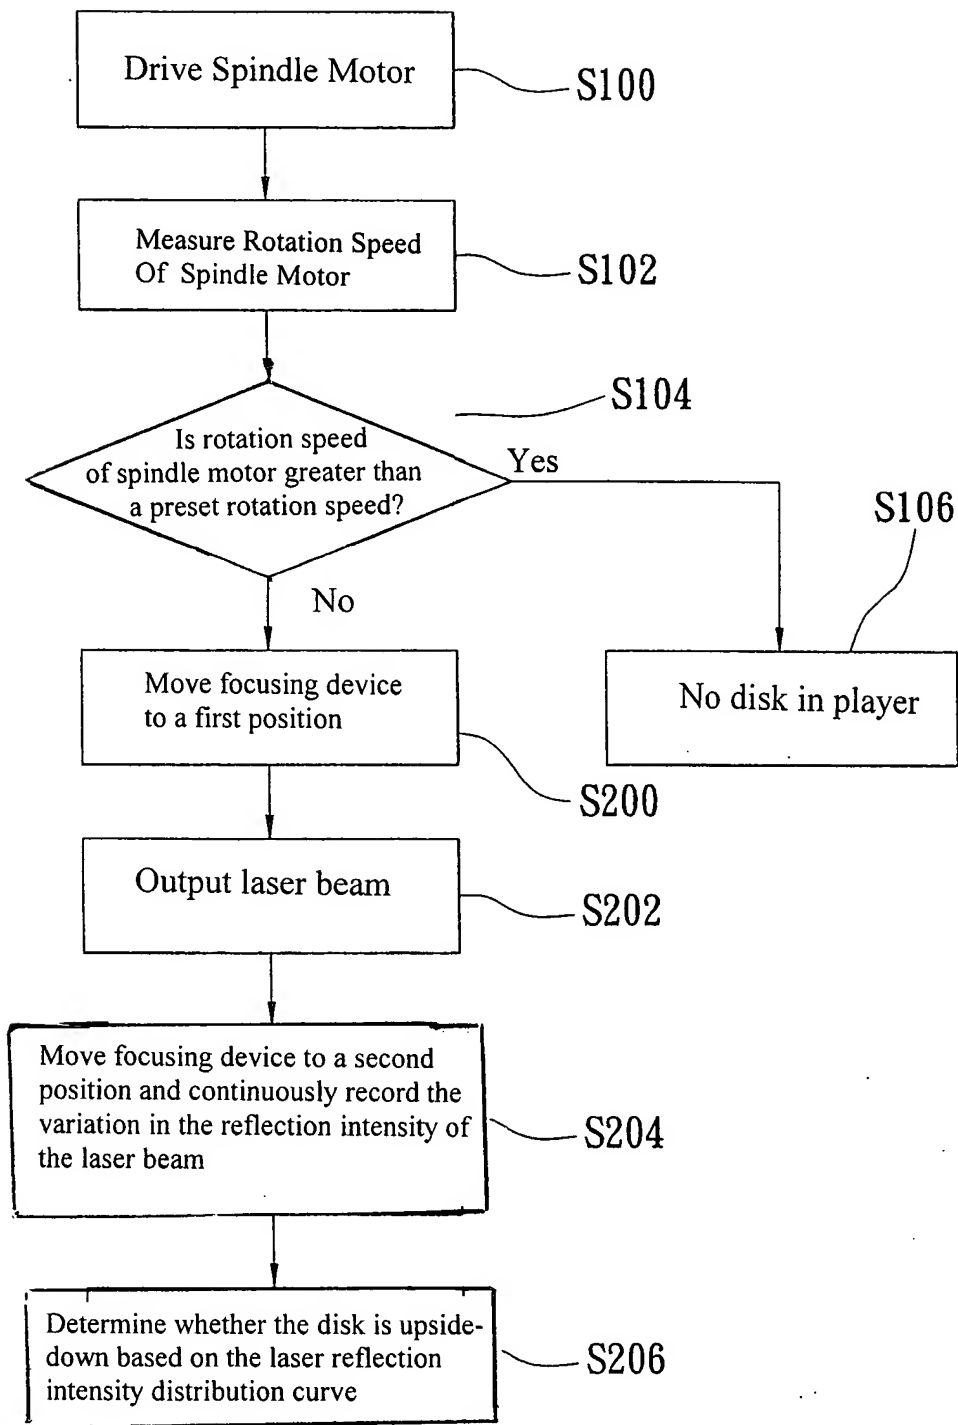 Drive Spindle Motor
S100
Measure Rotation Speed
Of Spindle Motor
S102
S104
Is rotation speed
of spindle motor greater than
a preset rotation speed?
Yes
S106
No
Move focusing device
to a first position
No disk in player
S200
Output laser beam
S202
Move focusing device to a second
position and continuously record the
variation in the reflection intensity of
the laser beam
S204
Determine whether the disk is upside-
down based on the laser reflection
intensity distribution curve
S206